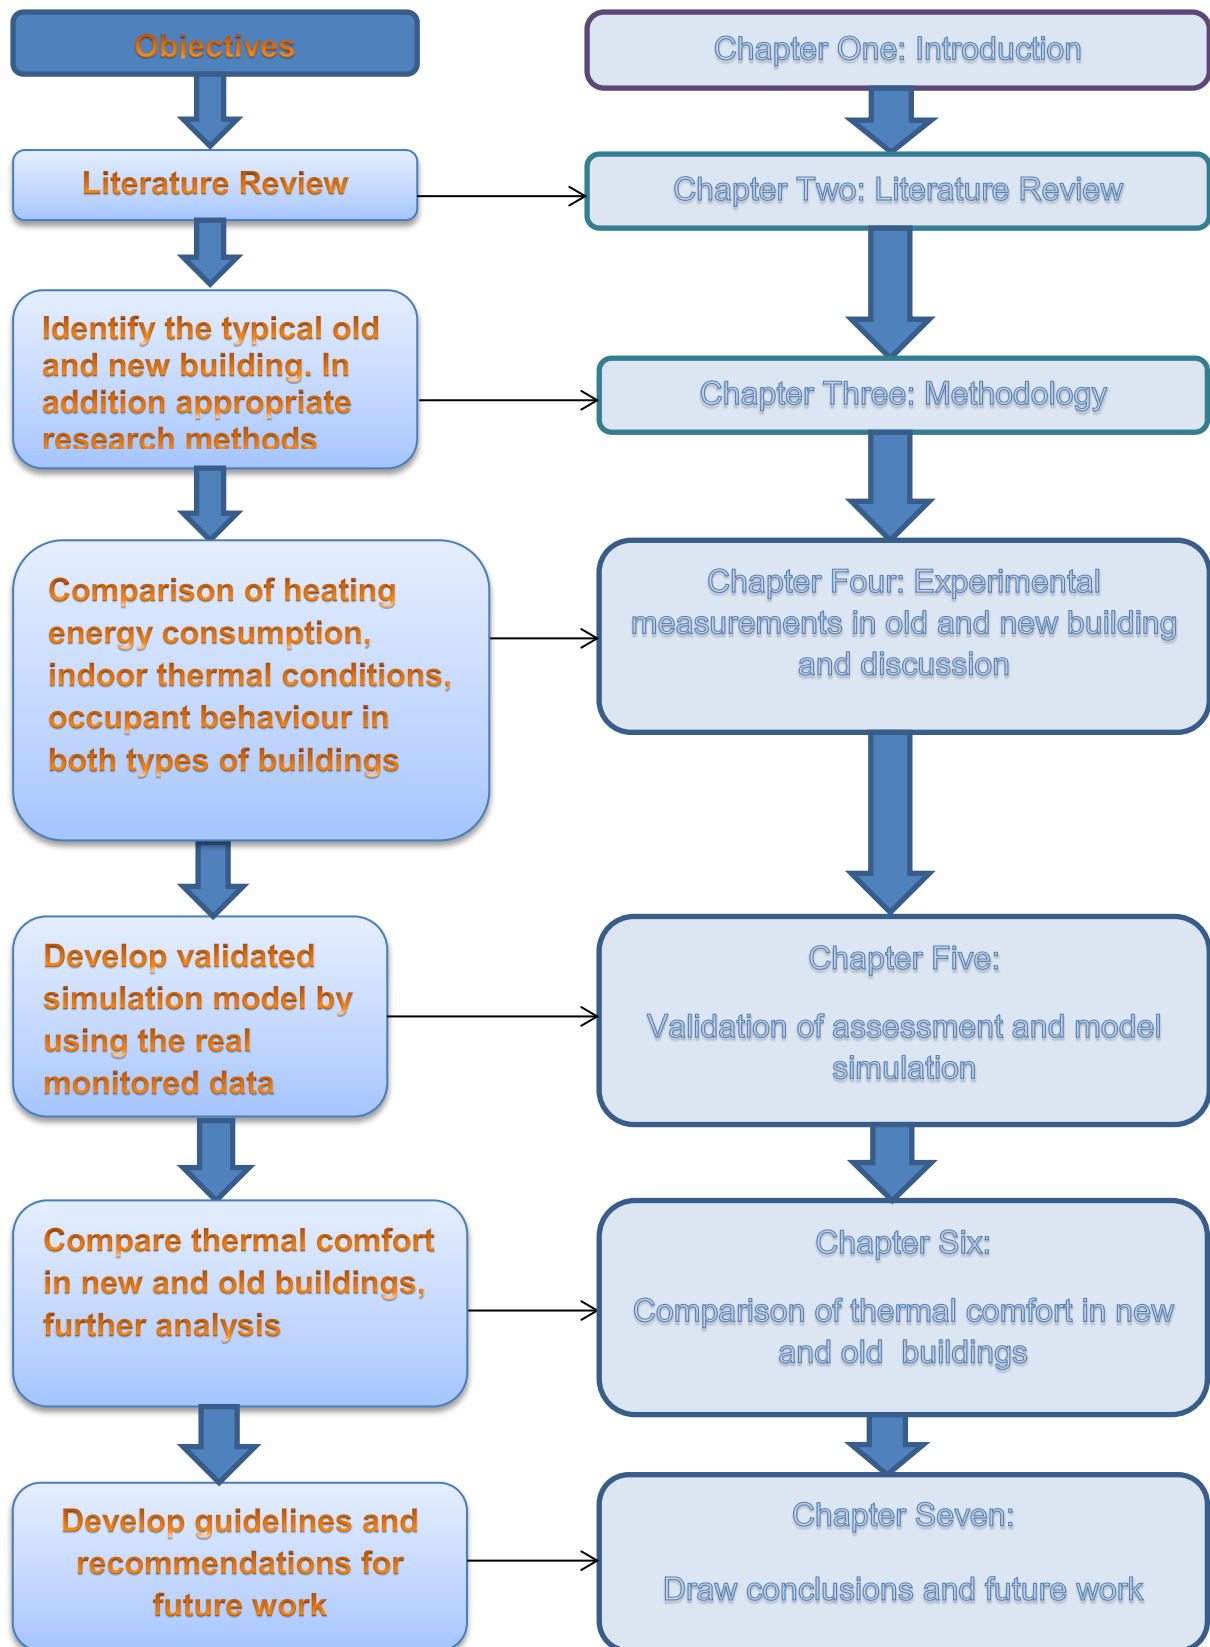 Objectives
Chapter One: Introduction
Literature Review
Chapter Two: Literature Review
Identify the typical old
and new building. In
addition appropriate
research methods
Chapter Three: Methodology
Comparison of heating
energy consumption,
indoor thermal conditions,
occupant behaviour in
both types of buildings
Chapter Four: Experimental
measurements in old and new building
and discussion
Develop validated
simulation model by
using the real
monitored data
Chapter Five:
Validation of assessment and model
simulation
Compare thermal comfort
in new and old buildings,
further analysis
Chapter Six:
Comparison of thermal comfort in new
and old buildings
Develop guidelines and
recommendations for
future work
Chapter Seven:
Draw conclusions and future work